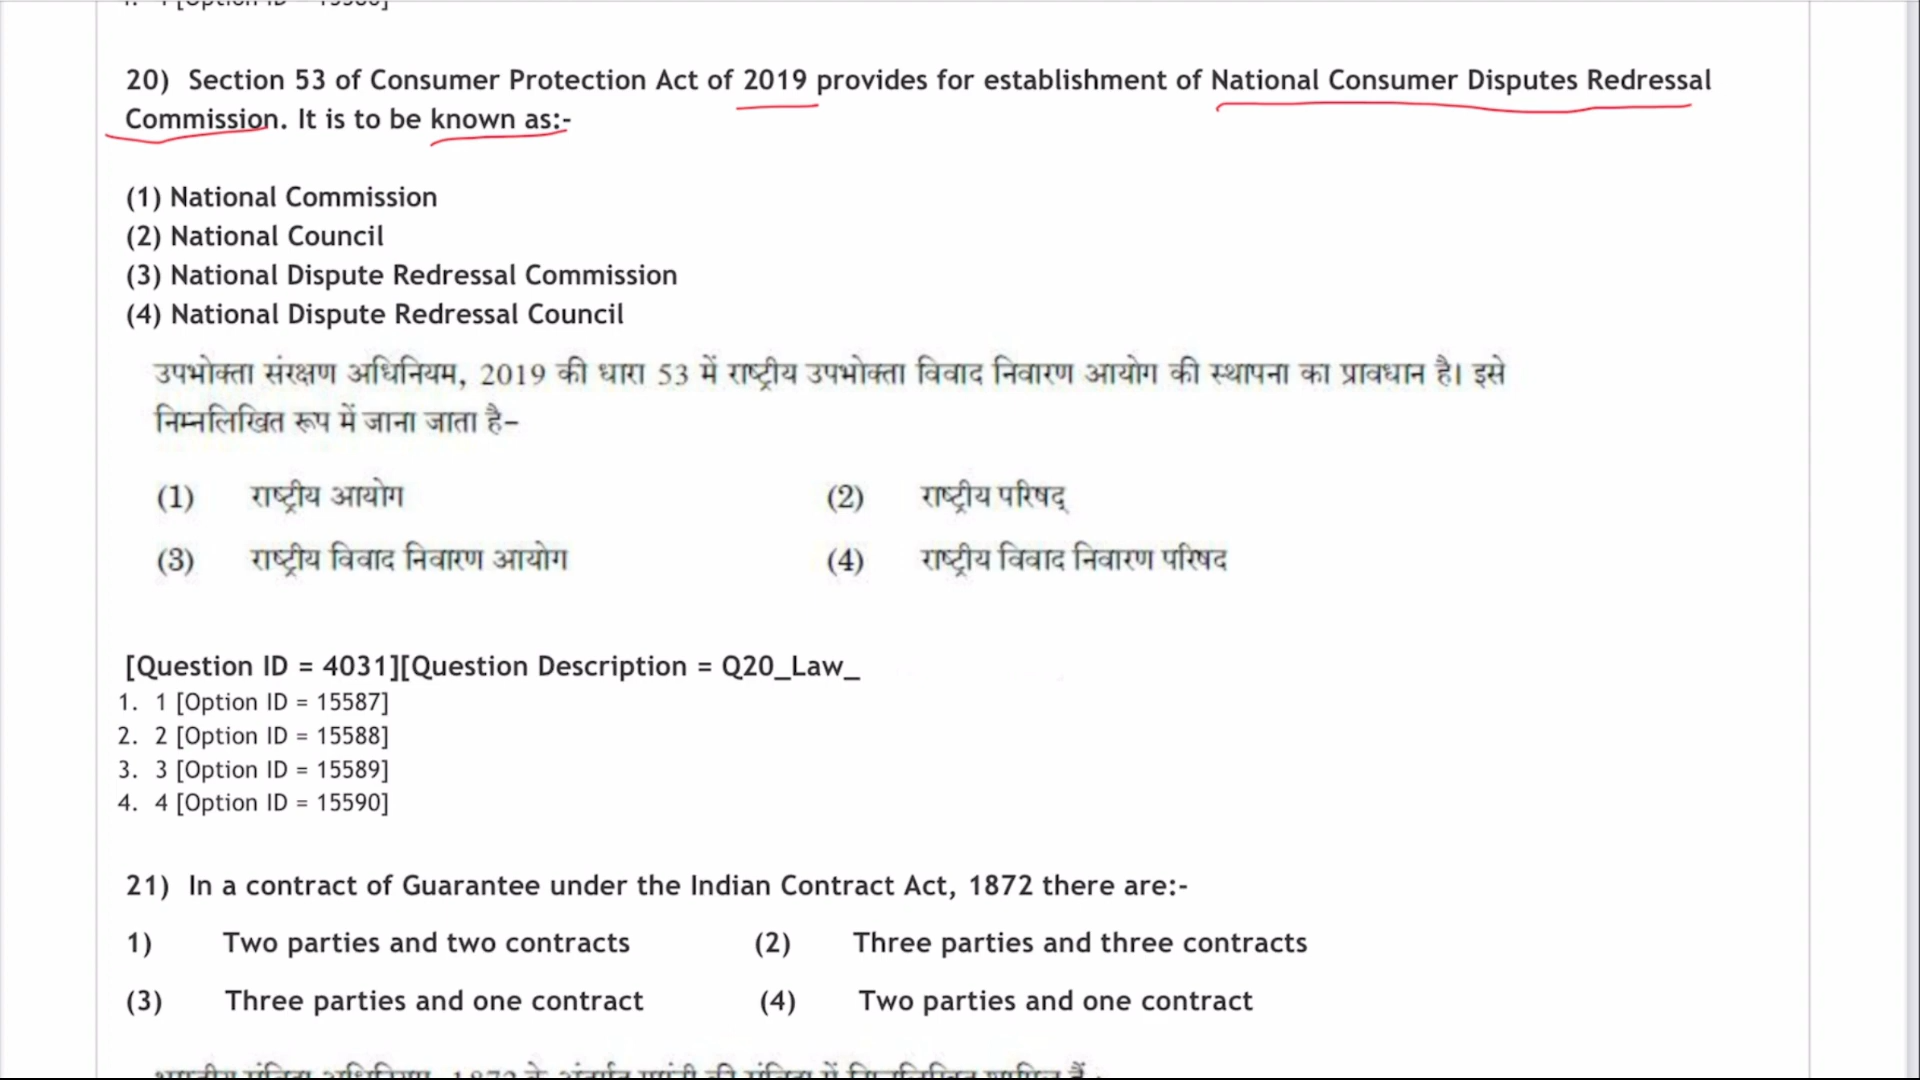 20) Section 53 of Consumer Protection Act of 2019 provides for establishment of National Consumer Disputes Redressal
Commission. It is to be known as:-
(1) National Commission
(2) National Council
(3) National Dispute Redressal Commission
(4) National Dispute Redressal Council
उपभोक्ता संरक्षण अधिनियम, 2019 की धारा 53 में राष्ट्रीय उपभोक्ता विवाद निवारण आयोग की स्थापना का प्रावधान है। इसे
निम्नलिखित रूप में जाना जाता है–
(1) राष्ट्रीय आयोग (2) राष्ट्रीय परिषद्
(3) राष्ट्रीय विवाद निवारण आयोग (4) राष्ट्रीय विवाद निवारण परिषद
[Question ID = 4031][Question Description = Q20_Law_
1. 1 [Option ID = 15587]
2. 2 [Option ID = 15588]
3. 3 [Option ID = 15589]
4. 4 [Option ID = 15590]
21) In a contract of Guarantee under the Indian Contract Act, 1872 there are:-
1) Two parties and two contracts (2) Three parties and three contracts
(3) Three parties and one contract (4) Two parties and one contract